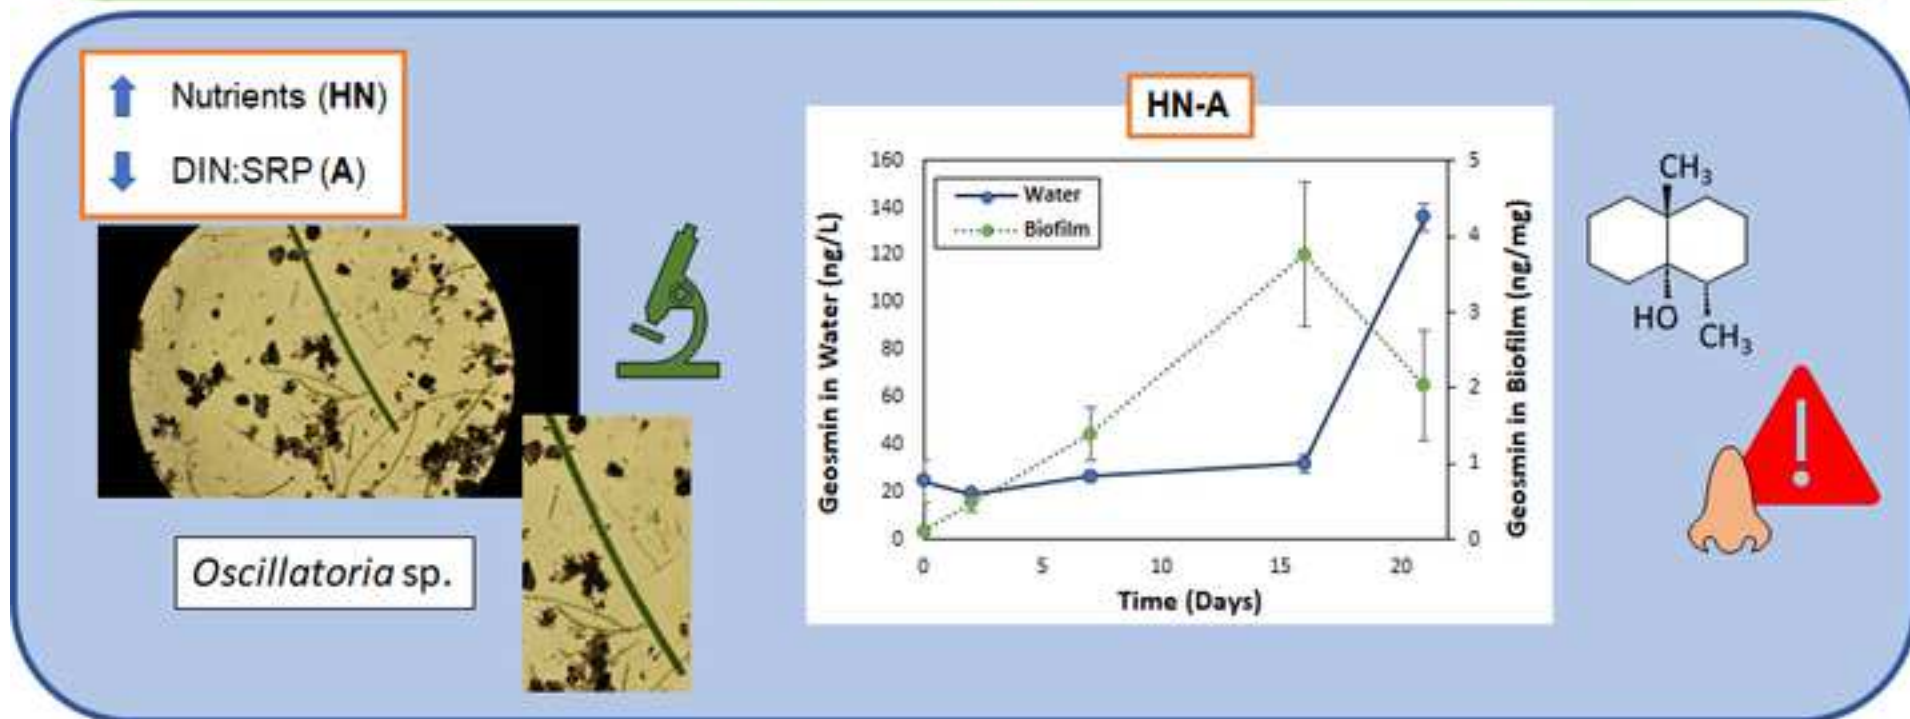 Nutrients (HN)
DIN:SRP (A)
Oscillatoria sp.
HN-A
Water
Biofilm
Geosmin in Water (ng/L)
160
140
120
100
80
60
40
20
0
5
4
3
2
1
0
Geosmin in Biofilm (ng/mg)
0
5
10
15
20
Time (Days)
CH₃
HO
CH₃